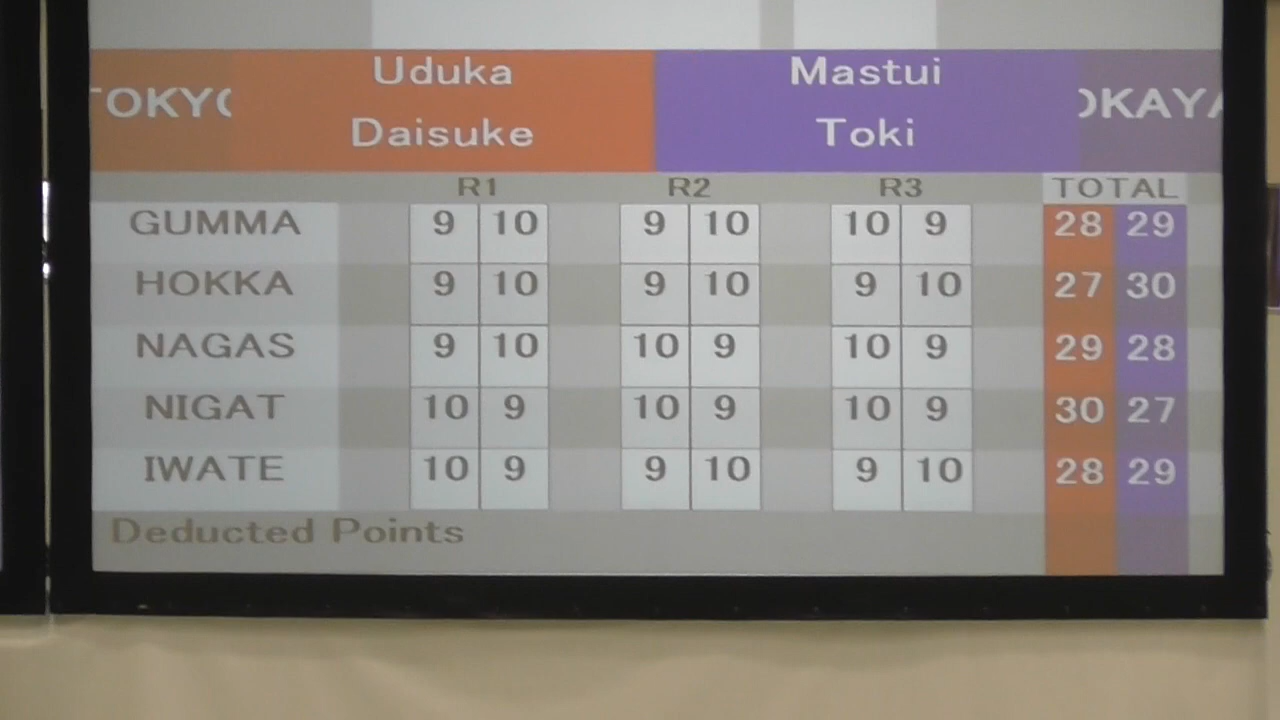 Uduka Mastui
TOKYO OKAYA
Daisuke Toki
R1 R2 R3 TOTAL
GUMMA 9 10 9 10 10 9 28 29
HOKKA 9 10 9 10 9 10 27 30
NAGAS 9 10 10 9 10 9 29 28
NIGAT 10 9 10 9 10 9 30 27
IWATE 10 9 9 10 9 10 28 29
Deducted Points